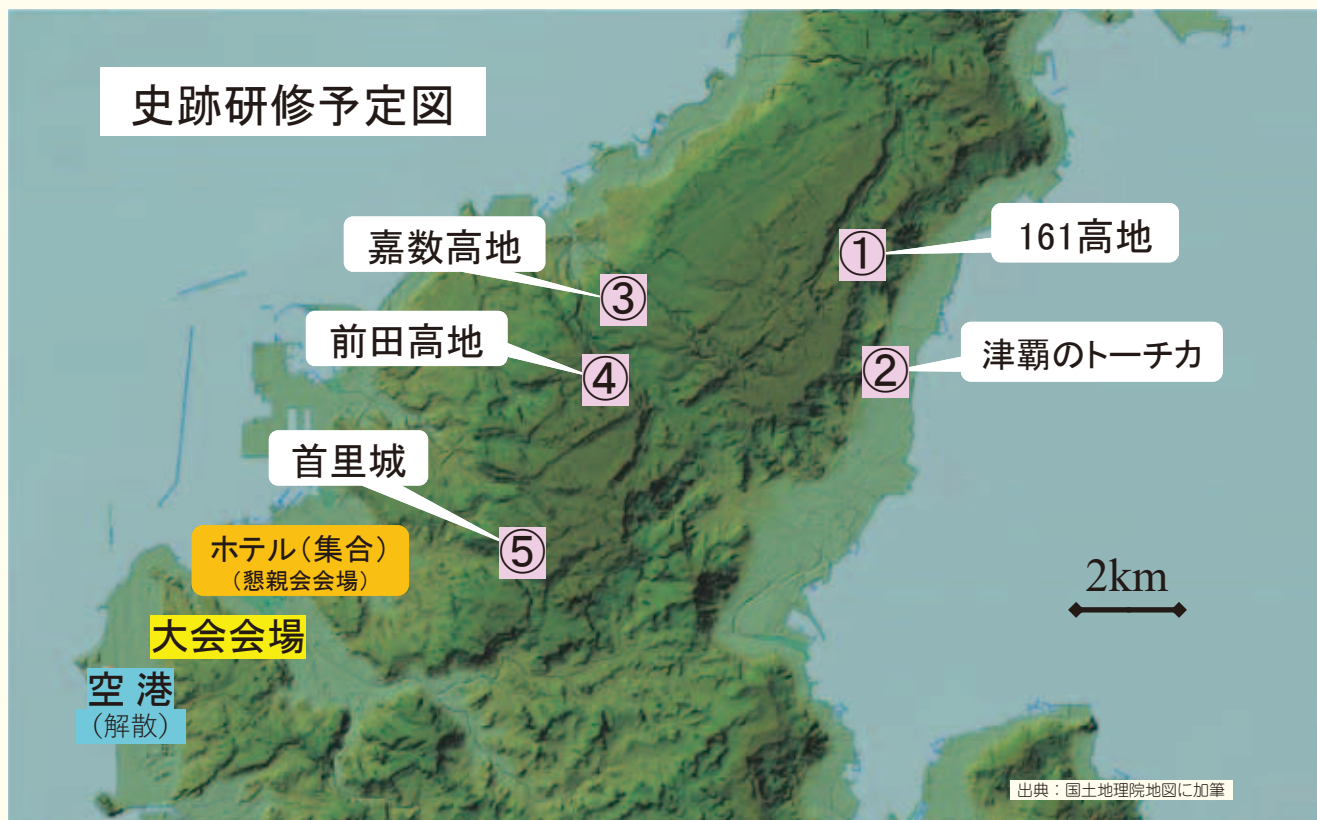 史跡研修予定図
161高地
①
嘉数高地
③
前田高地
④
津覇のトーチカ
②
首里城
⑤
ホテル（集合）
（懇親会会場）
大会会場
空 港
（解散）
2km
出典：国土地理院地図に加筆